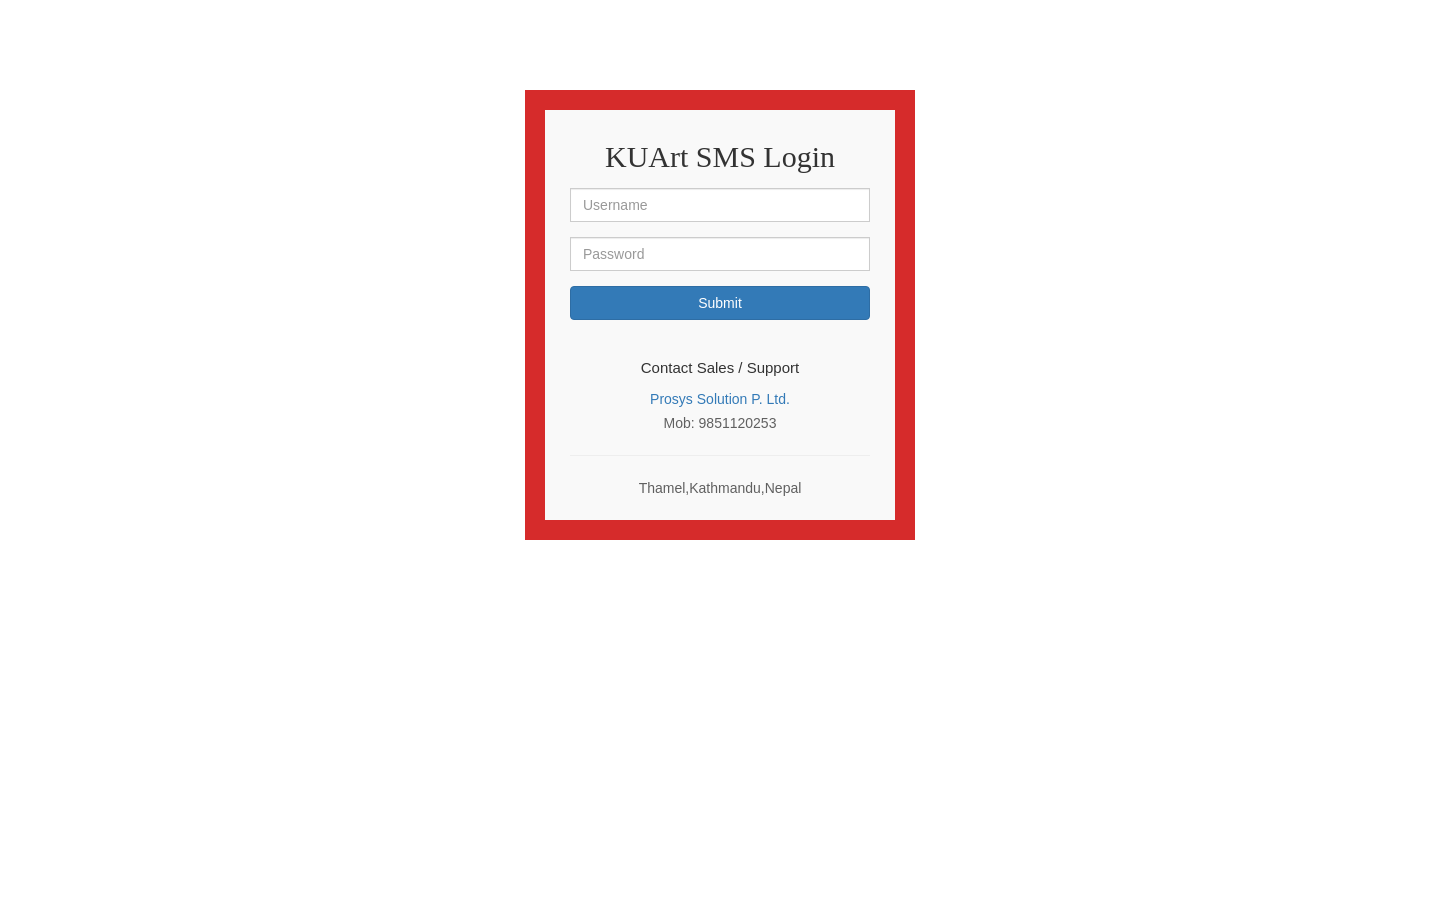 KUArt SMS Login
Username
Password
Submit
Contact Sales / Support
Prosys Solution P. Ltd.
Mob: 9851120253
Thamel,Kathmandu,Nepal